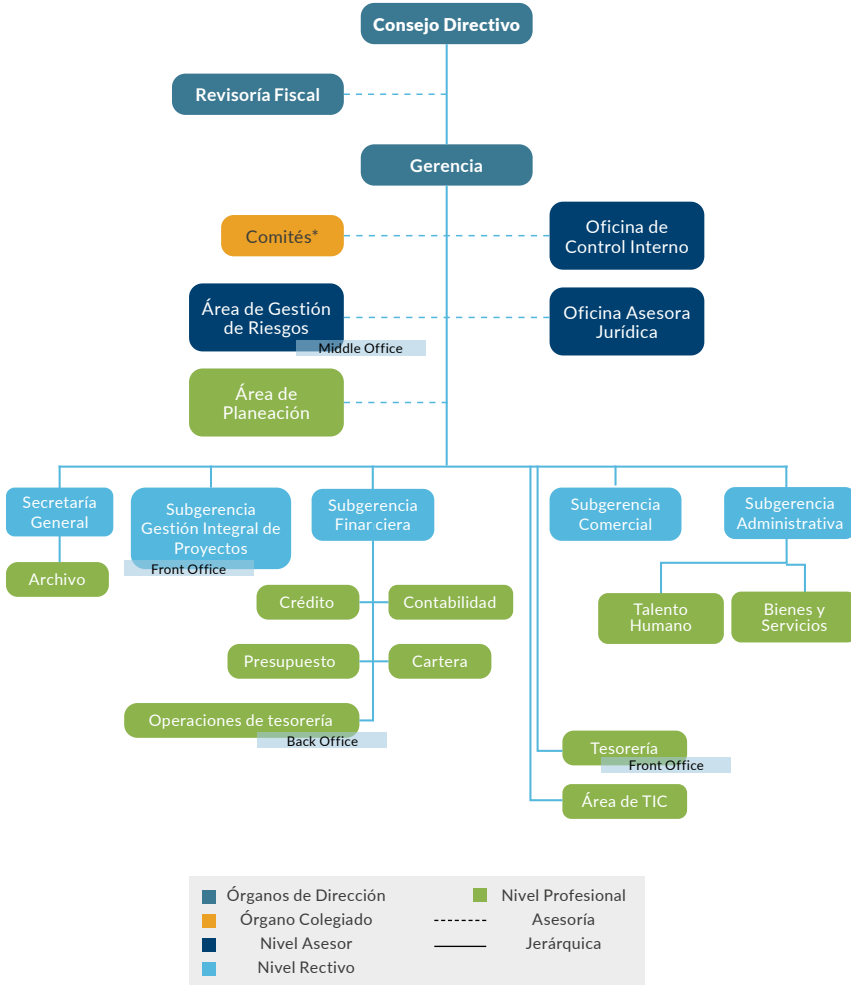 Consejo Directivo
Revisoría Fiscal
Gerencia
Comités*
Oficina de
Control Interno
Área de Gestión
de Riesgos
Middle Office
Oficina Asesora
Jurídica
Área de
Planeación
Secretaría
General
Subgerencia
Gestión Integral de
Proyectos
Front Office
Subgerencia
Financiera
Subgerencia
Comercial
Subgerencia
Administrativa
Archivo
Crédito
Contabilidad
Talento
Humano
Bienes y
Servicios
Presupuesto
Cartera
Operaciones de tesorería
Back Office
Tesorería
Front Office
Área de TIC
Órganos de Dirección
Órgano Colegiado
Nivel Asesor
Nivel Rectivo
Nivel Profesional
Asesoría
Jerárquica